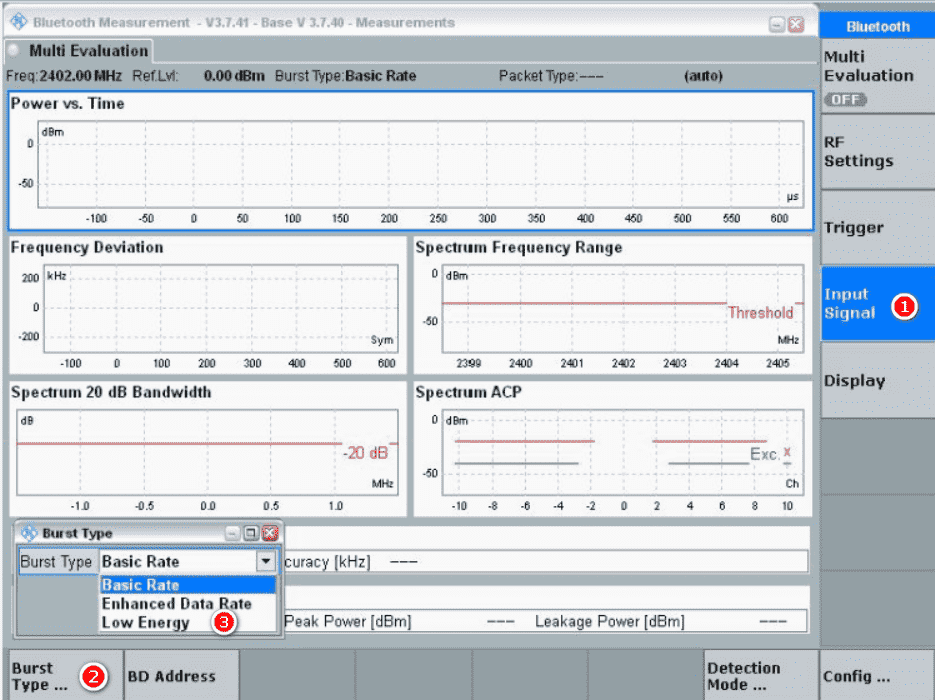 Bluetooth Measurement - V3.7.41 - Base V 3.7.40 - Measurements
Multi Evaluation
Freq:2402.00 MHz Ref.Lvl: 0.00 dBm Burst Type:Basic Rate Packet Type:--- (auto)
Power vs. Time
dBm
0
-50
µs
-100 -50 0 50 100 150 200 250 300 350 400 450 500 550 600
Frequency Deviation
200 kHz
0
-200
Sym
-100 0 100 200 300 400 500 600
Spectrum Frequency Range
0 dBm
-50
Threshold
MHz
2399 2400 2401 2402 2403 2404 2405
Spectrum 20 dB Bandwidth
dB
-20 dB
MHz
-1.0 -0.5 0.0 0.5 1.0
Spectrum ACP
0 dBm
-50
Exc. x
Ch
-10 -8 -6 -4 -2 0 2 4 6 8 10
Burst Type
Burst Type Basic Rate
Basic Rate
Enhanced Data Rate
Low Energy 3
curacy [kHz] ---
Peak Power [dBm] --- Leakage Power [dBm] ---
Bluetooth
Multi
Evaluation
OFF
RF
Settings
Trigger
Input
Signal 1
Display
Burst
Type ... 2
BD Address
Detection
Mode ...
Config ...